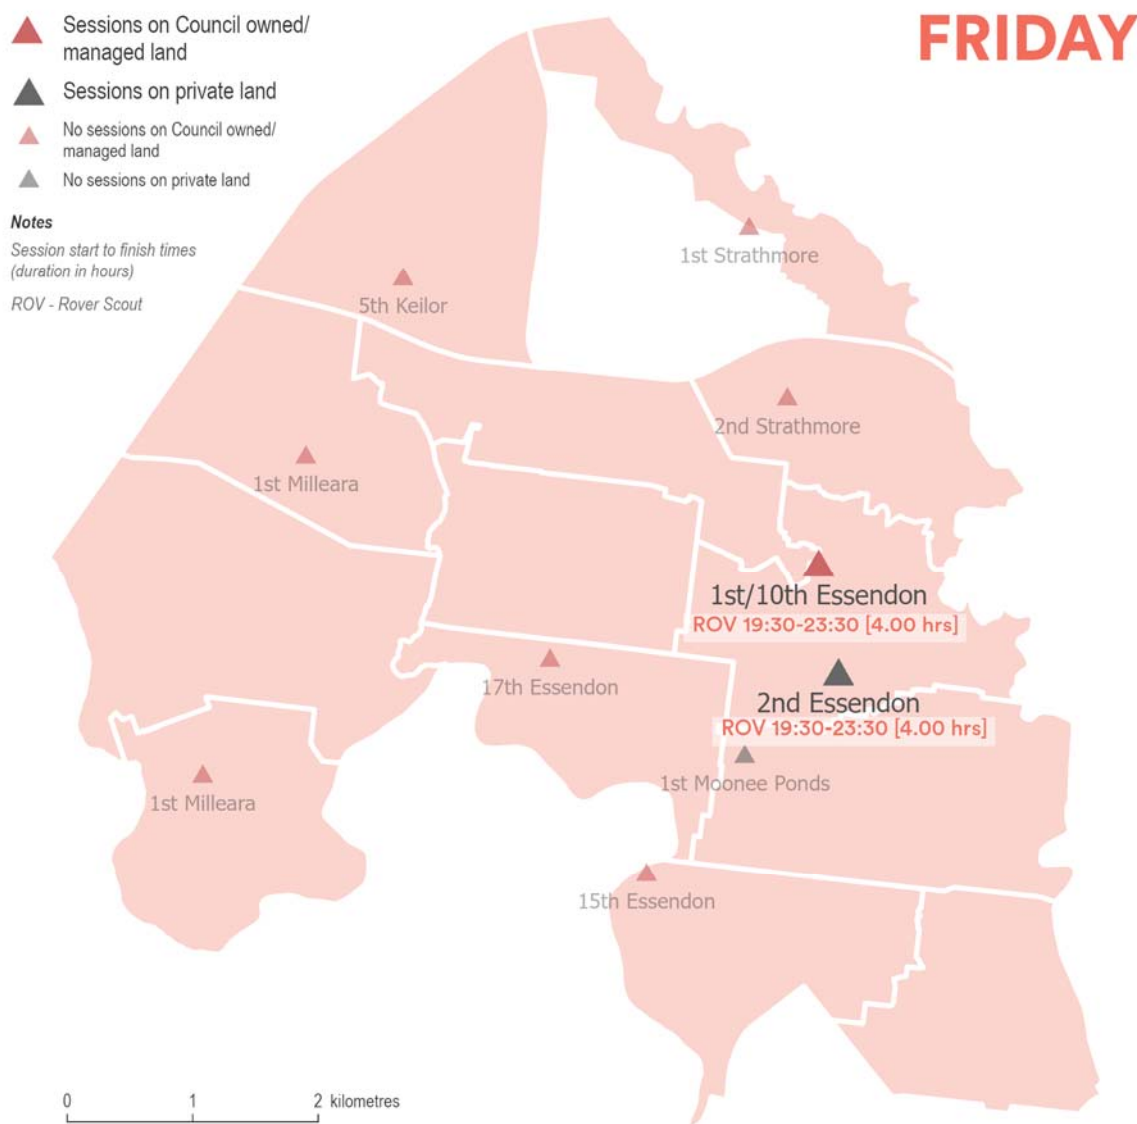 FRIDAY
Sessions on Council owned/
managed land
Sessions on private land
No sessions on Council owned/
managed land
No sessions on private land
Notes
Session start to finish times
(duration in hours)
ROV - Rover Scout
1st Strathmore
5th Keilor
2nd Strathmore
1st Milleara
1st/10th Essendon
ROV 19:30-23:30 [4.00 hrs]
17th Essendon
2nd Essendon
ROV 19:30-23:30 [4.00 hrs]
1st Moonee Ponds
1st Milleara
15th Essendon
0 1 2 kilometres